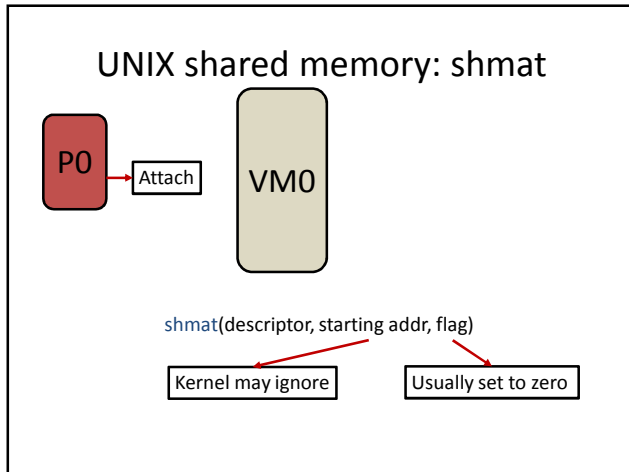 UNIX shared memory: shmat
P0
Attach
VM0
shmat(descriptor, starting addr, flag)
Kernel may ignore
Usually set to zero